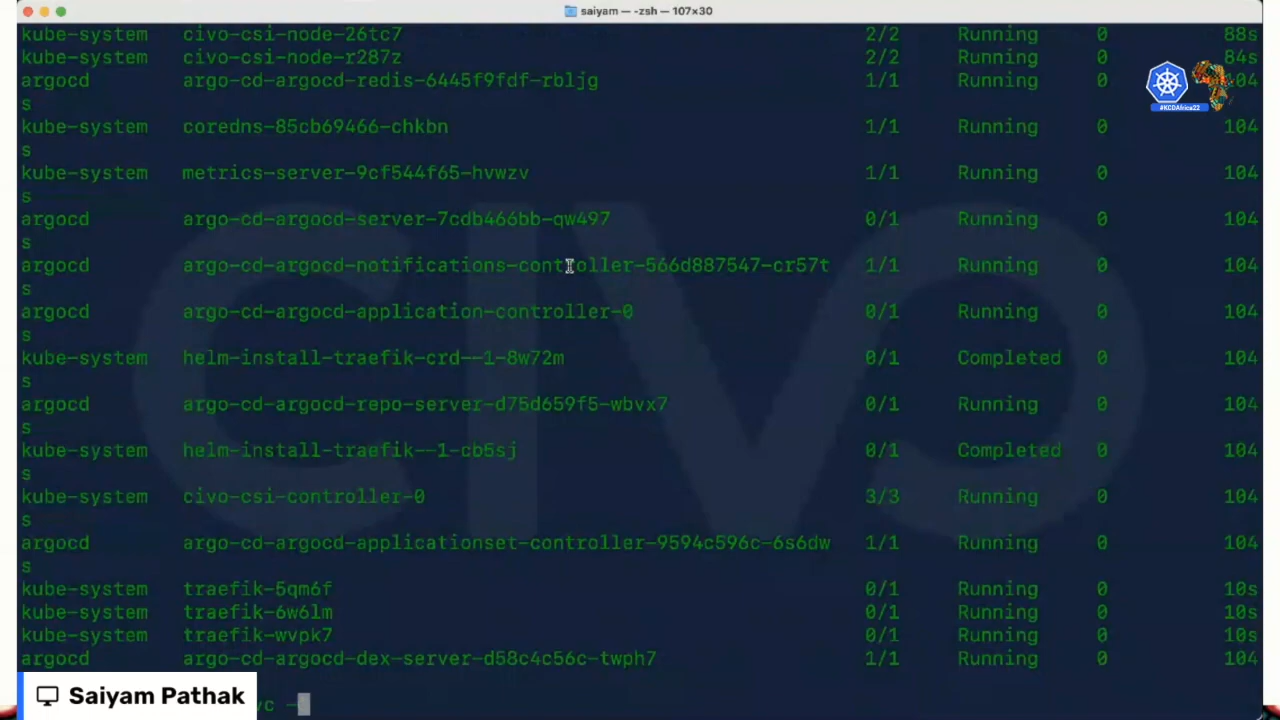 saiyam — -zsh — 107×30
kube-system civo-csi-node-26tc7 2/2 Running 0 88s
kube-system civo-csi-node-r287z 2/2 Running 0 84s
argocd argo-cd-argocd-redis-6445f9fdf-rbljg 1/1 Running 0 104
s
kube-system coredns-85cb69466-chkbn 1/1 Running 0 104
s
kube-system metrics-server-9cf544f65-hvwzv 1/1 Running 0 104
s
argocd argo-cd-argocd-server-7cdb466bb-qw497 0/1 Running 0 104
s
argocd argo-cd-argocd-notifications-controller-566d887547-cr57t 1/1 Running 0 104
s
argocd argo-cd-argocd-application-controller-0 0/1 Running 0 104
s
kube-system helm-install-traefik-crd--1-8w72m 0/1 Completed 0 104
s
argocd argo-cd-argocd-repo-server-d75d659f5-wbvx7 0/1 Running 0 104
s
kube-system helm-install-traefik--1-cb5sj 0/1 Completed 0 104
s
kube-system civo-csi-controller-0 3/3 Running 0 104
s
argocd argo-cd-argocd-applicationset-controller-9594c596c-6s6dw 1/1 Running 0 104
s
kube-system traefik-5qm6f 0/1 Running 0 10s
kube-system traefik-6w6lm 0/1 Running 0 10s
kube-system traefik-wvpk7 0/1 Running 0 10s
argocd argo-cd-argocd-dex-server-d58c4c56c-twph7 1/1 Running 0 104
vc -
Saiyam Pathak
#KCDAfrica22
CIVO